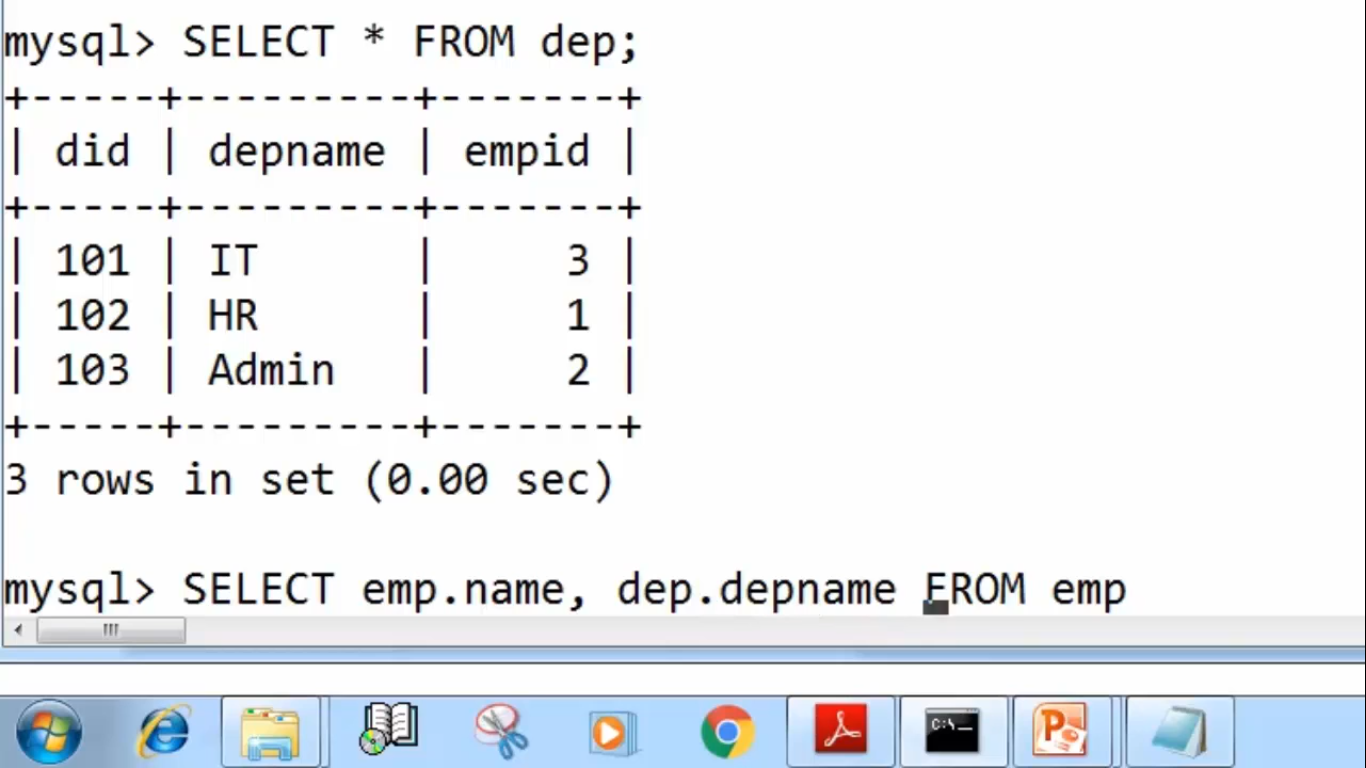 mysql> SELECT * FROM dep;
+-----+---------+-------+
| did | depname | empid |
+-----+---------+-------+
| 101 | IT      |     3 |
| 102 | HR      |     1 |
| 103 | Admin   |     2 |
+-----+---------+-------+
3 rows in set (0.00 sec)
mysql> SELECT emp.name, dep.depname FROM emp
C:\_